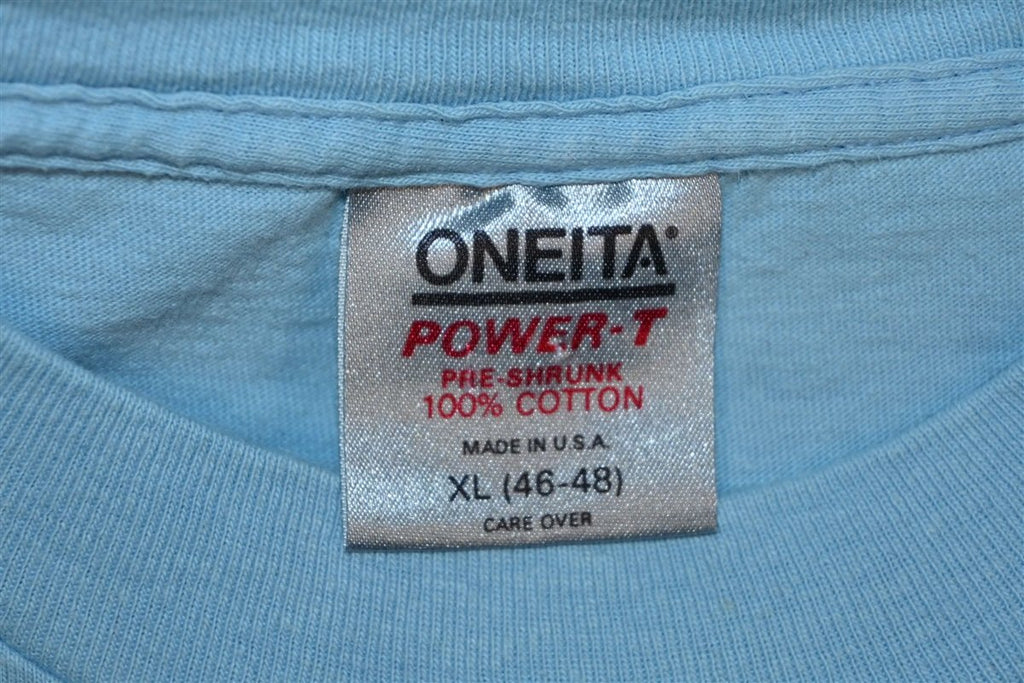 ONEITA®
POWER-T
PRE-SHRUNK
100% COTTON
MADE IN U.S.A.
XL (46-48)
CARE OVER